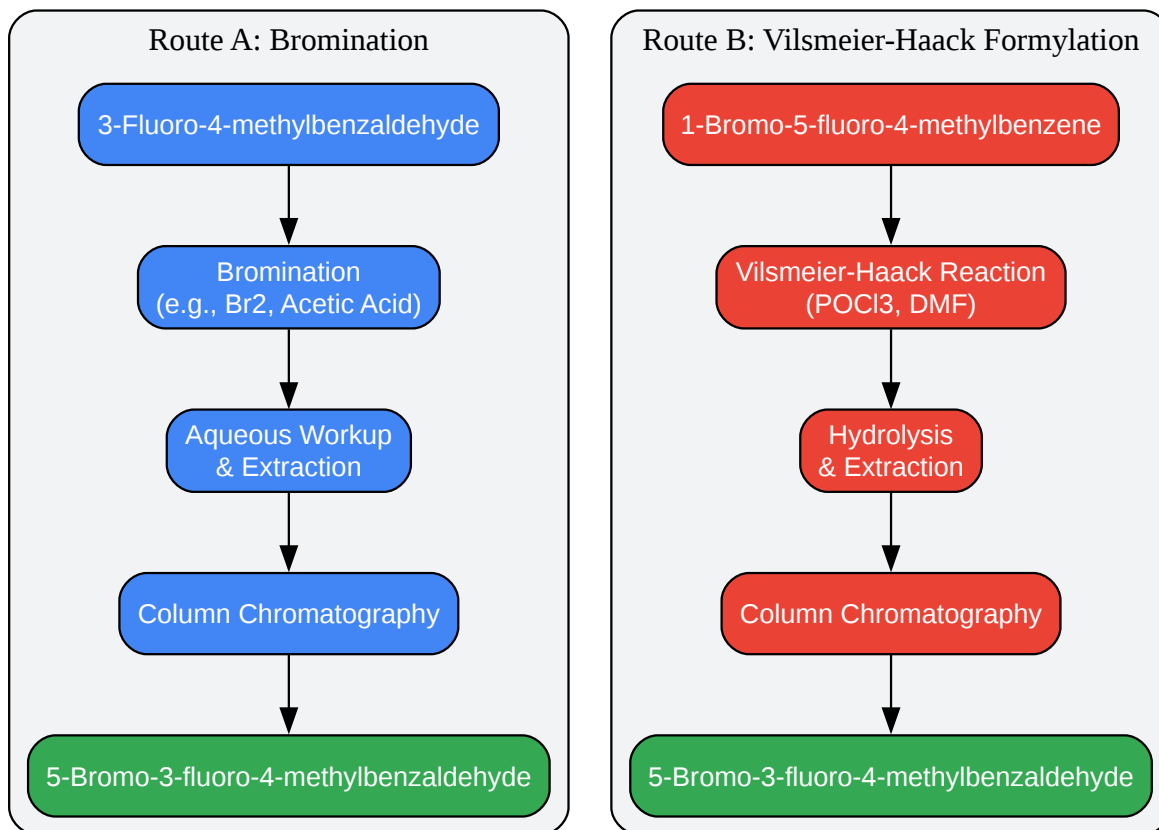 Route A: Bromination
3-Fluoro-4-methylbenzaldehyde
Bromination
(e.g., Br2, Acetic Acid)
Aqueous Workup
& Extraction
Column Chromatography
5-Bromo-3-fluoro-4-methylbenzaldehyde
Route B: Vilsmeier-Haack Formylation
1-Bromo-5-fluoro-4-methylbenzene
Vilsmeier-Haack Reaction
(POCl3, DMF)
Hydrolysis
& Extraction
Column Chromatography
5-Bromo-3-fluoro-4-methylbenzaldehyde